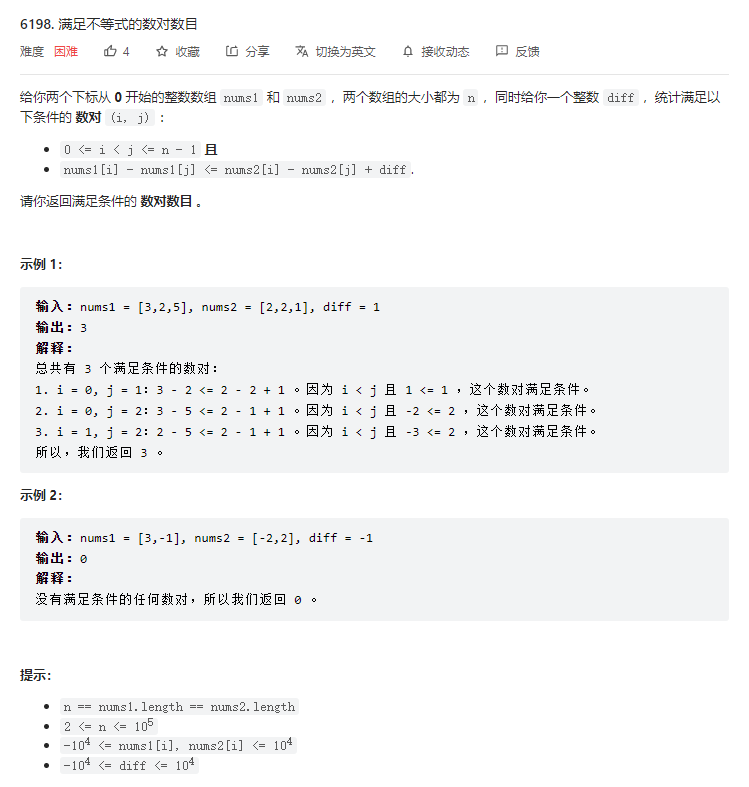 6198. 满足不等式的数对数目
难度 困难 4 收藏 分享 切换为英文 接收动态 反馈
给你两个下标从 0 开始的整数数组 nums1 和 nums2 ，两个数组的大小都为 n ，同时给你一个整数 diff ，统计满足以
下条件的 数对 (i, j) ：
• 0 <= i < j <= n - 1 且
• nums1[i] - nums1[j] <= nums2[i] - nums2[j] + diff.
请你返回满足条件的 数对数目 。
示例 1：
输入：nums1 = [3,2,5], nums2 = [2,2,1], diff = 1
输出：3
解释：
总共有 3 个满足条件的数对：
1. i = 0, j = 1：3 - 2 <= 2 - 2 + 1 。因为 i < j 且 1 <= 1 ，这个数对满足条件。
2. i = 0, j = 2：3 - 5 <= 2 - 1 + 1 。因为 i < j 且 -2 <= 2 ，这个数对满足条件。
3. i = 1, j = 2：2 - 5 <= 2 - 1 + 1 。因为 i < j 且 -3 <= 2 ，这个数对满足条件。
所以，我们返回 3 。
示例 2：
输入：nums1 = [3,-1], nums2 = [-2,2], diff = -1
输出：0
解释：
没有满足条件的任何数对，所以我们返回 0 。
提示：
• n == nums1.length == nums2.length
• 2 <= n <= 10⁵
• -10⁴ <= nums1[i], nums2[i] <= 10⁴
• -10⁴ <= diff <= 10⁴